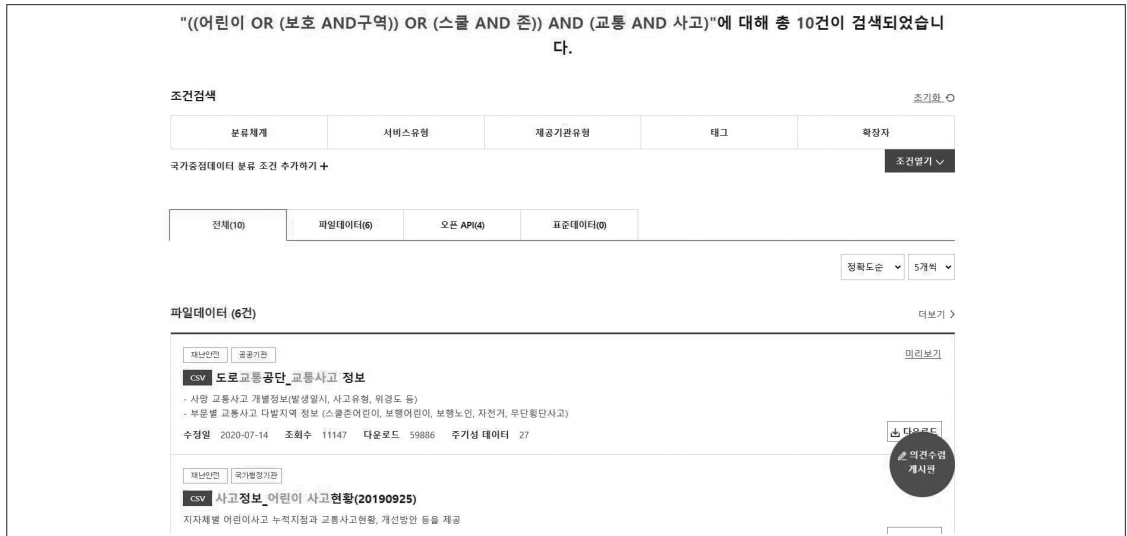 "((어린이 OR (보호 AND구역)) OR (스쿨 AND 존)) AND (교통 AND 사고)"에 대해 총 10건이 검색되었습니
다.
조건검색
초기화
분류체계 서비스유형 제공기관유형 태그 확장자
국가중점데이터 분류 조건 추가하기 +
조건열기
전체(10) 파일데이터(6) 오픈 API(4) 표준데이터(0)
정확도순 5개씩
파일데이터 (6건)
더보기 >
재난안전 공공기관
미리보기
CSV 도로교통공단_교통사고 정보
- 사망 교통사고 개별정보(발생일시, 사고유형, 위경도 등)
- 부문별 교통사고 다발지역 정보 (스쿨존어린이, 보행어린이, 보행노인, 자전거, 무단횡단사고)
수정일 2020-07-14 조회수 11147 다운로드 59886 주기성 데이터 27
다운로드
의견수렴
게시판
재난안전 국가행정기관
CSV 사고정보_어린이 사고현황(20190925)
지자체별 어린이사고 누적지점과 교통사고현황, 개선방안 등을 제공